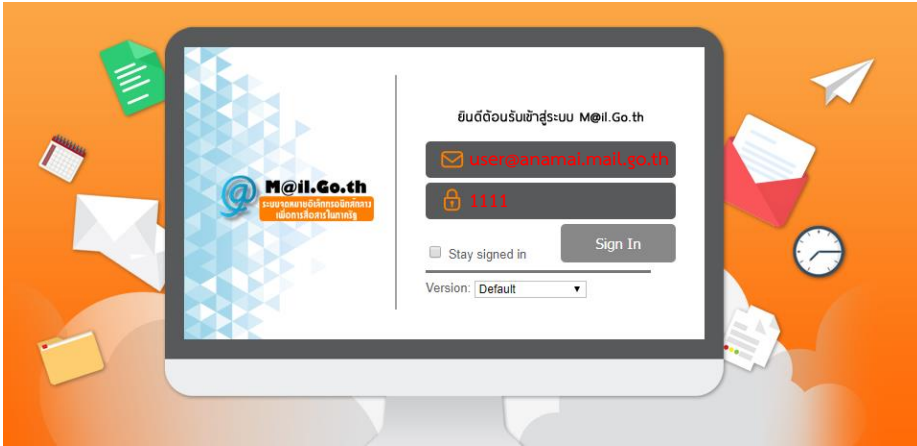 ยินดีต้อนรับเข้าสู่ระบบ M@il.Go.th
user@anamai.mail.go.th
M@il.Go.th
ระบบจดหมายอิเล็กทรอนิกส์กลาง
เพื่อการสื่อสารในภาครัฐ
1111
Sign In
Stay signed in
Version: Default